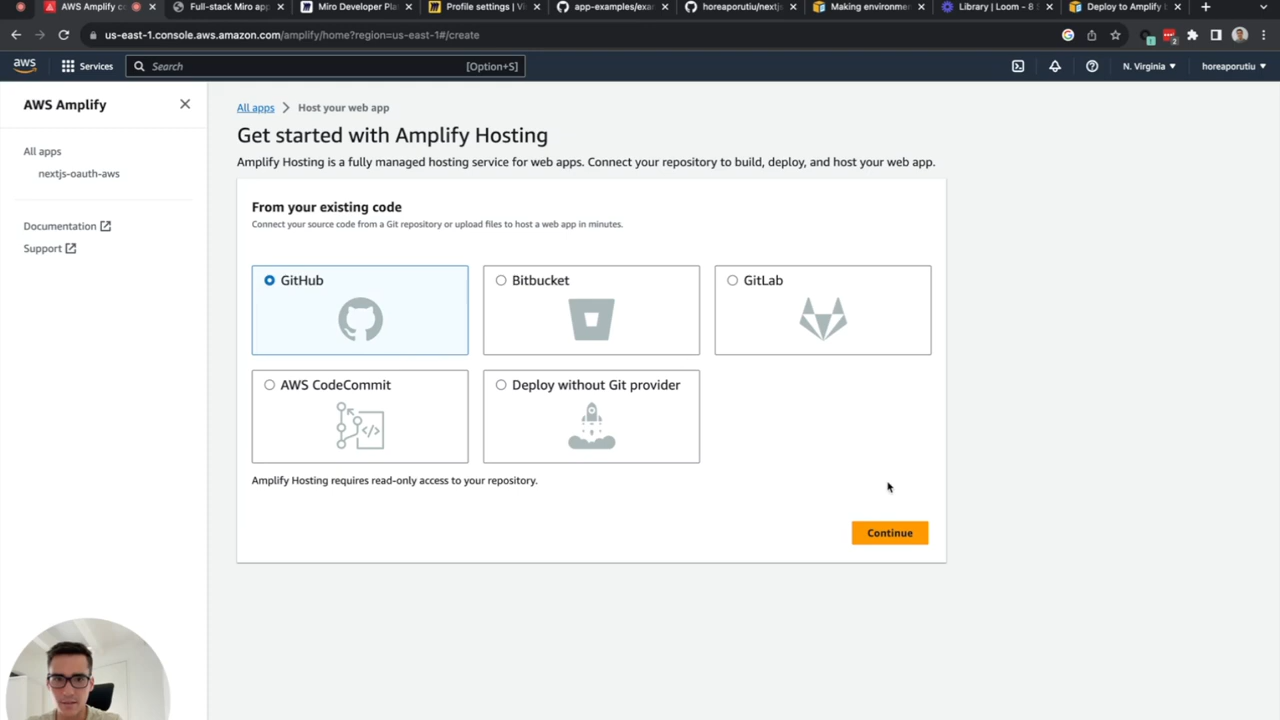 AWS Amplify c
Full-stack Miro app
Miro Developer Pla
Profile settings | Vi
app-examples/exa
horeaporutiu/nextj
Making environme
Library | Loom - 8 S
Deploy to Amplify
us-east-1.console.aws.amazon.com/amplify/home?region=us-east-1#/create
aws
Services
Search
[Option+S]
N. Virginia
horeaporutiu
AWS Amplify
All apps
nextjs-oauth-aws
Documentation
Support
All apps > Host your web app
Get started with Amplify Hosting
Amplify Hosting is a fully managed hosting service for web apps. Connect your repository to build, deploy, and host your web app.
From your existing code
Connect your source code from a Git repository or upload files to host a web app in minutes.
GitHub
Bitbucket
GitLab
AWS CodeCommit
Deploy without Git provider
Amplify Hosting requires read-only access to your repository.
Continue